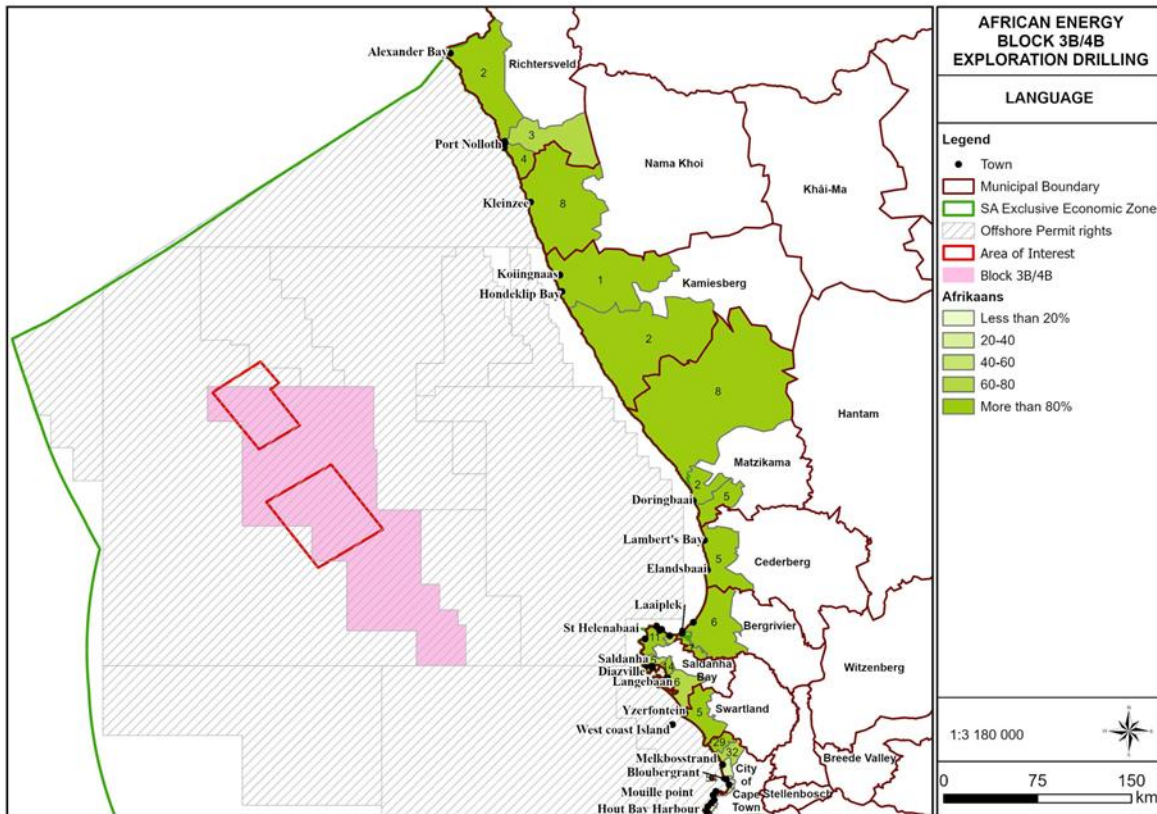 AFRICAN ENERGY
BLOCK 3B/4B
EXPLORATION DRILLING
LANGUAGE
Legend
Town
Municipal Boundary
SA Exclusive Economic Zone
Offshore Permit rights
Area of Interest
Block 3B/4B
Afrikaans
Less than 20%
20-40
40-60
60-80
More than 80%
1:3 180 000
0 75 150
km
Alexander Bay
Richtersveld
2
3
Port Nolloth
4
Nama Khoi
Khâi-Ma
Kleinzee
8
Koiingnaas
1
Kamiesberg
Hondeklip Bay
2
8
Hantam
Matzikama
2
5
Doringbaai
Lambert's Bay
5
Cederberg
Elandsbaai
Laaiplek
6
Bergrivier
St Helenabaai
11
Saldanha
Saldanha
Bay
Witzenberg
Diazville
Langebaan
6
Yzerfontein
5
Swartland
West coast Island
29
32
Melkbosstrand
Breede Valley
Bloubergrant
City
of
Cape
Town
Mouille point
Stellenbosch
Hout Bay Harbour